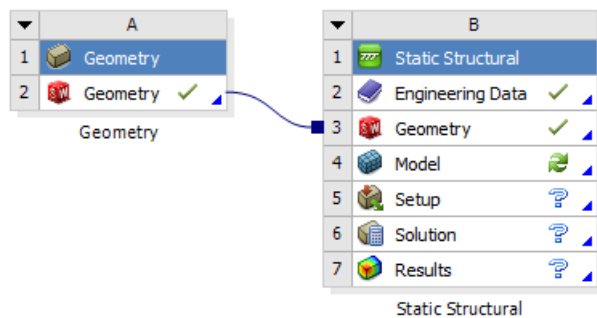 A
1 Geometry
2 Geometry
Geometry
B
1 Static Structural
2 Engineering Data
3 Geometry
4 Model
5 Setup
6 Solution
7 Results
Static Structural